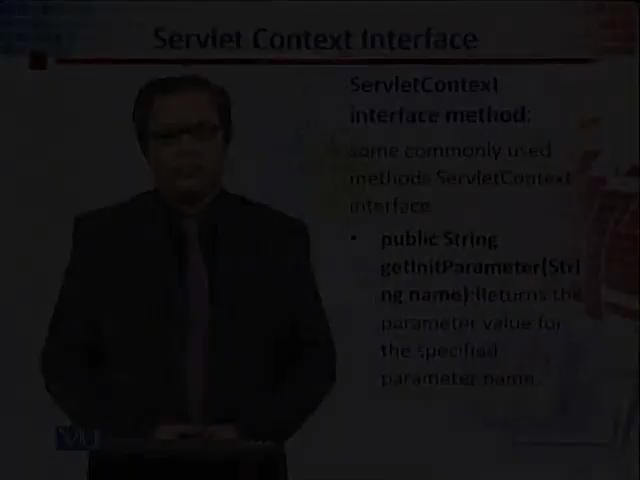 Servlet Context Interface
ServletContext
interface method:
some commonly used
methods ServletContext
interface
• public String
getInitParameter(Stri
ng name):Returns the
parameter value for
the specified
parameter name.
VU